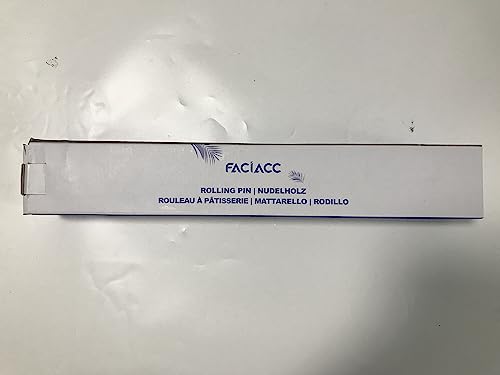 FACIACC
ROLLING PIN | NUDELHOLZ
ROULEAU À PÂTISSERIE | MATTARELLO | RODILLO